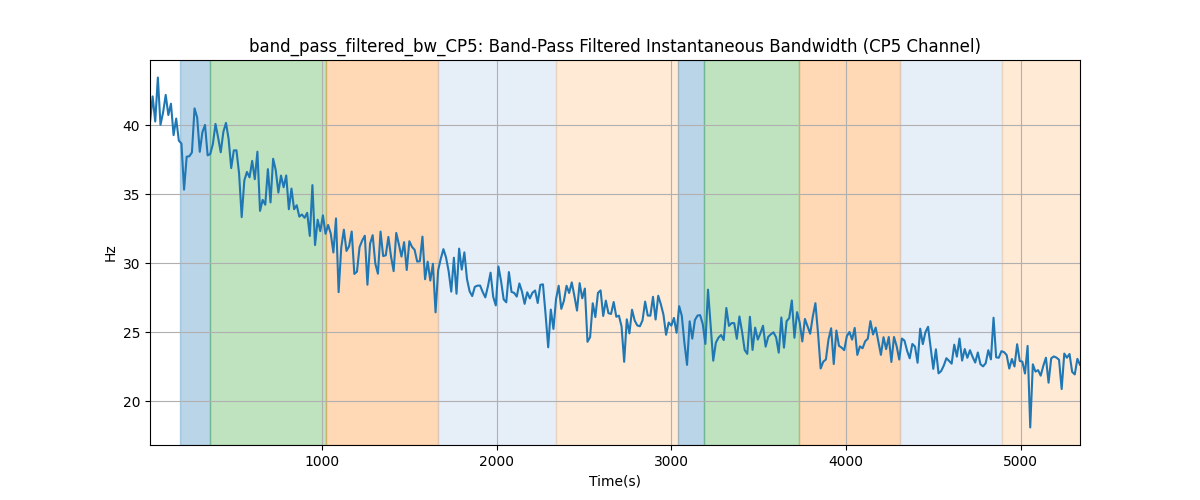 band_pass_filtered_bw_CP5: Band-Pass Filtered Instantaneous Bandwidth (CP5 Channel)
40
35
30
25
20
Hz
1000 2000 3000 4000 5000
Time(s)